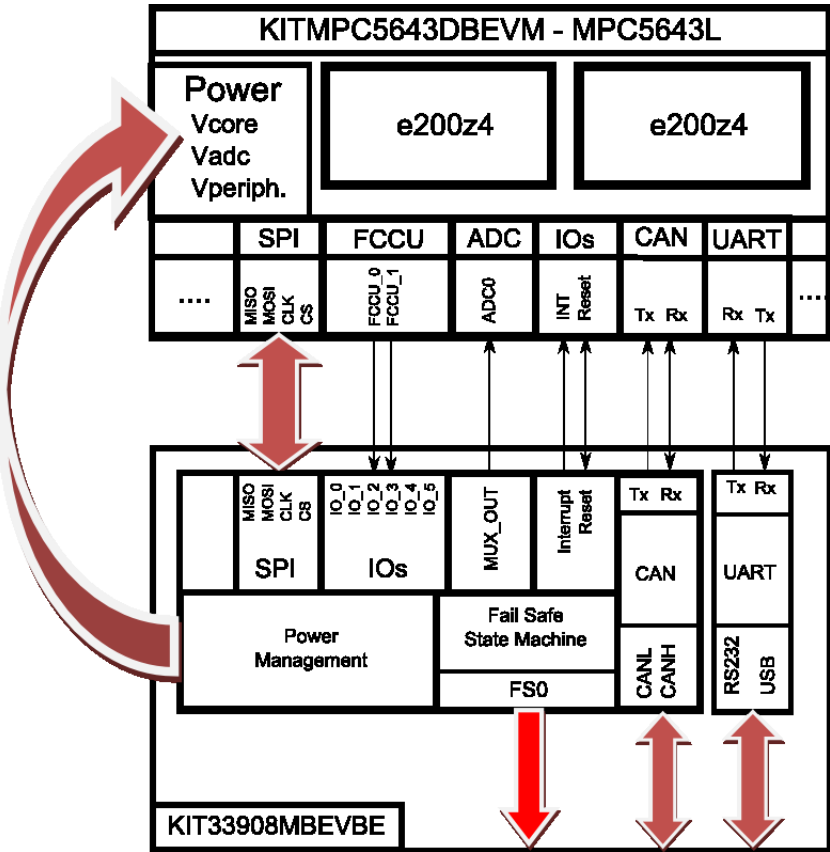 KITMPC5643DBEVM - MPC5643L
Power
Vcore
Vadc
Vperiph.
e200z4
e200z4
SPI
FCCU
ADC
IOs
CAN
UART
....
MISO
MOSI
CLK
CS
FCCU_0
FCCU_1
ADC0
INT
Reset
Tx Rx
Rx Tx
....
MISO
MOSI
CLK
CS
SPI
IO_0
IO_1
IO_2
IO_3
IO_4
IO_5
IOs
MUX_OUT
Interrupt
Reset
Tx Rx
CAN
Tx Rx
UART
Power
Management
Fail Safe
State Machine
FS0
CANL
CANH
RS232
USB
KIT33908MBEVBE